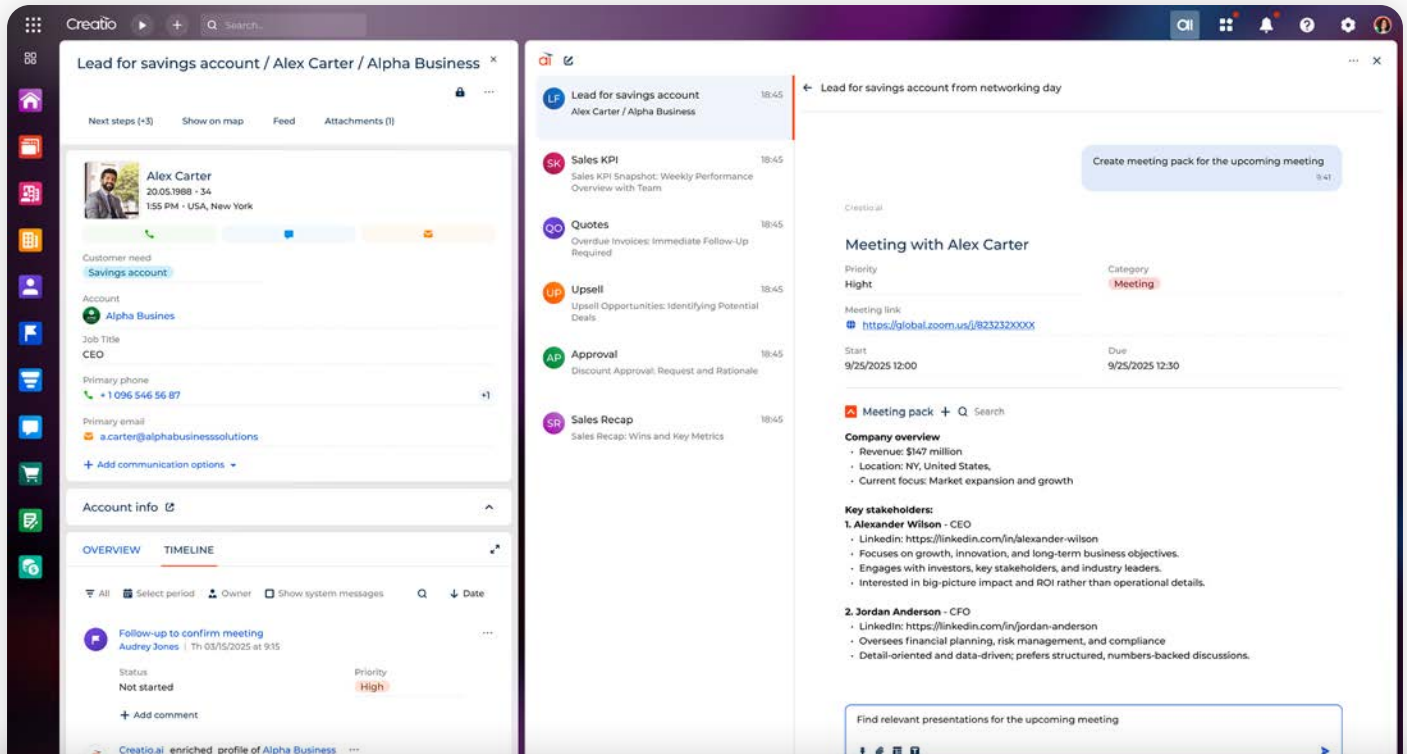 Creatio
Search...
ai
Lead for savings account / Alex Carter / Alpha Business
Next steps (+3) Show on map Feed Attachments (1)
Alex Carter
20.05.1988 - 34
1:55 PM - USA, New York
Customer need
Savings account
Account
Alpha Busines
Job Title
CEO
Primary phone
+ 1 096 546 56 87 +1
Primary email
a.carter@alphabusinesssolutions
Add communication options
Account info
OVERVIEW TIMELINE
All Select period Owner Show system messages Date
Follow-up to confirm meeting
Audrey Jones | Th 03/15/2025 at 9:15
Status Priority
Not started High
Add comment
Creatio.ai enriched profile of Alpha Business
ai
LF Lead for savings account 18:45
Alex Carter / Alpha Business
SK Sales KPI 18:45
Sales KPI Snapshot: Weekly Performance
Overview with Team
QO Quotes 18:45
Overdue Invoices: Immediate Follow-Up
Required
UP Upsell 18:45
Upsell Opportunities: Identifying Potential
Deals
AP Approval 18:45
Discount Approval: Request and Rationale
SR Sales Recap 18:45
Sales Recap: Wins and Key Metrics
Lead for savings account from networking day
Create meeting pack for the upcoming meeting
9:41
Creatio.ai
Meeting with Alex Carter
Priority Category
Hight Meeting
Meeting link
https://global.zoom.us/j/823232XXXX
Start Due
9/25/2025 12:00 9/25/2025 12:30
Meeting pack Search
Company overview
• Revenue: $147 million
• Location: NY, United States,
• Current focus: Market expansion and growth
Key stakeholders:
1. Alexander Wilson - CEO
• Linkedin: https://linkedin.com/in/alexander-wilson
• Focuses on growth, innovation, and long-term business objectives.
• Engages with investors, key stakeholders, and industry leaders.
• Interested in big-picture impact and ROI rather than operational details.
2. Jordan Anderson - CFO
• LinkedIn: https://linkedin.com/in/jordan-anderson
• Oversees financial planning, risk management, and compliance
• Detail-oriented and data-driven; prefers structured, numbers-backed discussions.
Find relevant presentations for the upcoming meeting